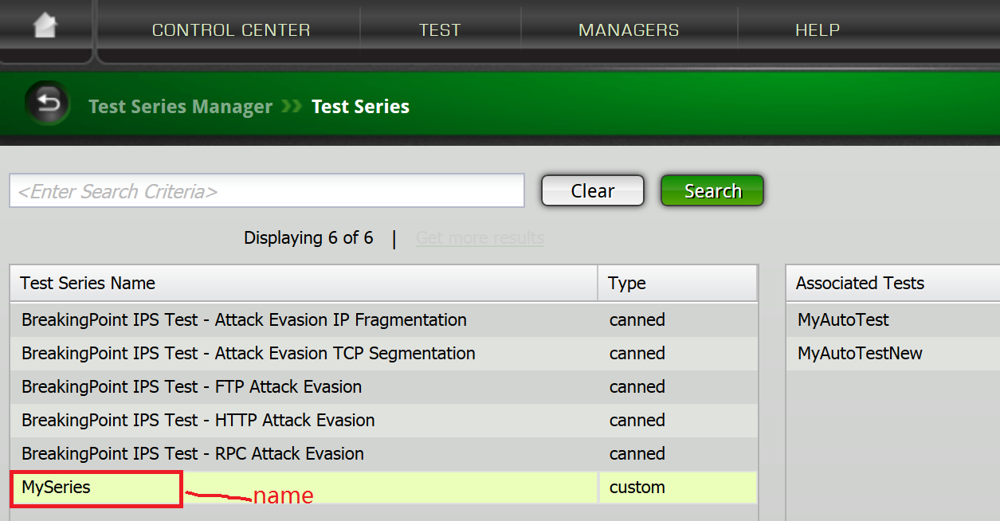 CONTROL CENTER TEST MANAGERS HELP
Test Series Manager Test Series
<Enter Search Criteria> Clear Search
Displaying 6 of 6 | Get more results
Test Series Name Type Associated Tests
BreakingPoint IPS Test - Attack Evasion IP Fragmentation canned MyAutoTest
BreakingPoint IPS Test - Attack Evasion TCP Segmentation canned MyAutoTestNew
BreakingPoint IPS Test - FTP Attack Evasion canned
BreakingPoint IPS Test - HTTP Attack Evasion canned
BreakingPoint IPS Test - RPC Attack Evasion canned
MySeries name custom